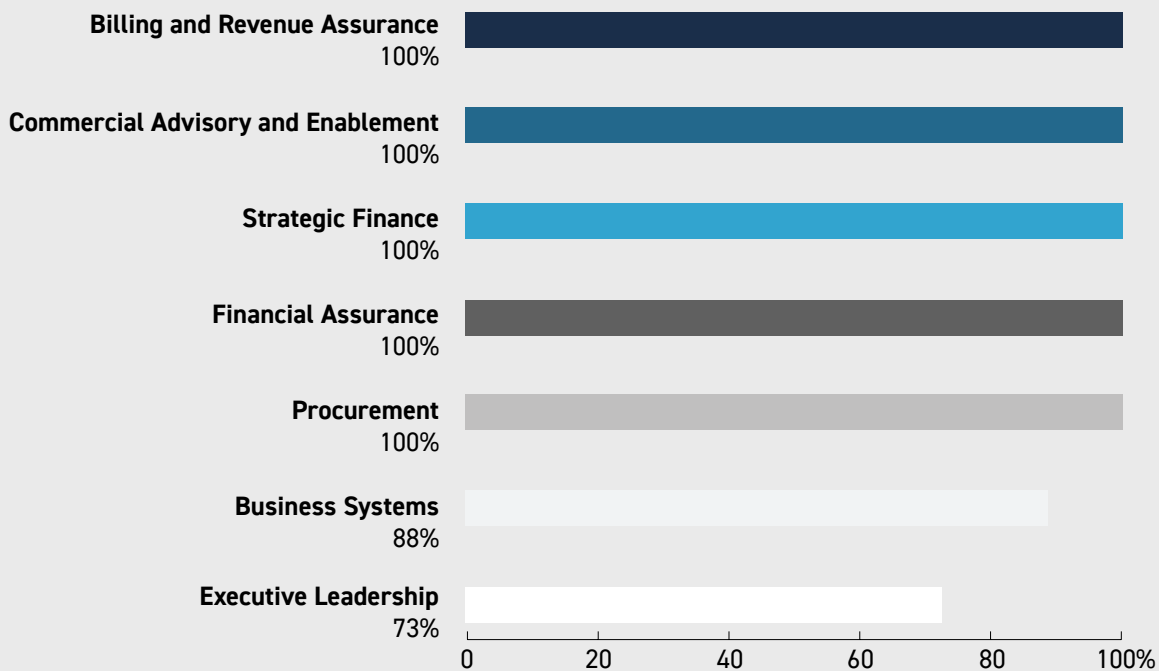 Billing and Revenue Assurance
100%
Commercial Advisory and Enablement
100%
Strategic Finance
100%
Financial Assurance
100%
Procurement
100%
Business Systems
88%
Executive Leadership
73%
0 20 40 60 80 100%